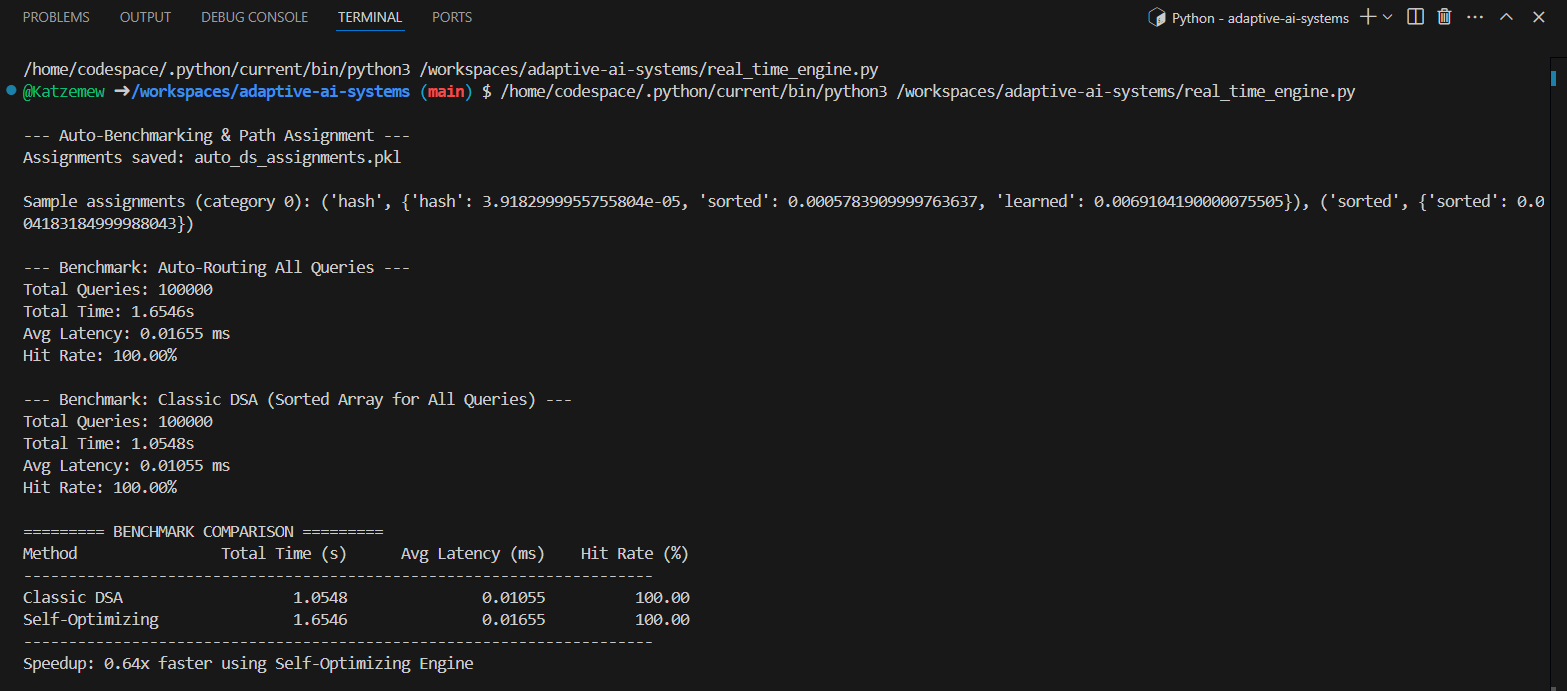 PROBLEMS OUTPUT DEBUG CONSOLE TERMINAL PORTS Python - adaptive-ai-systems
/home/codespace/.python/current/bin/python3 /workspaces/adaptive-ai-systems/real_time_engine.py
@Katzemew ➜/workspaces/adaptive-ai-systems (main) $ /home/codespace/.python/current/bin/python3 /workspaces/adaptive-ai-systems/real_time_engine.py
--- Auto-Benchmarking & Path Assignment ---
Assignments saved: auto_ds_assignments.pkl
Sample assignments (category 0): ('hash', {'hash': 3.9182999955755804e-05, 'sorted': 0.0005783909999763637, 'learned': 0.0069104190000075505}), ('sorted', {'sorted': 0.0
04183184999988043})
--- Benchmark: Auto-Routing All Queries ---
Total Queries: 100000
Total Time: 1.6546s
Avg Latency: 0.01655 ms
Hit Rate: 100.00%
--- Benchmark: Classic DSA (Sorted Array for All Queries) ---
Total Queries: 100000
Total Time: 1.0548s
Avg Latency: 0.01055 ms
Hit Rate: 100.00%
========= BENCHMARK COMPARISON =========
Method Total Time (s) Avg Latency (ms) Hit Rate (%)
----------------------------------------------------------------------
Classic DSA 1.0548 0.01055 100.00
Self-Optimizing 1.6546 0.01655 100.00
----------------------------------------------------------------------
Speedup: 0.64x faster using Self-Optimizing Engine